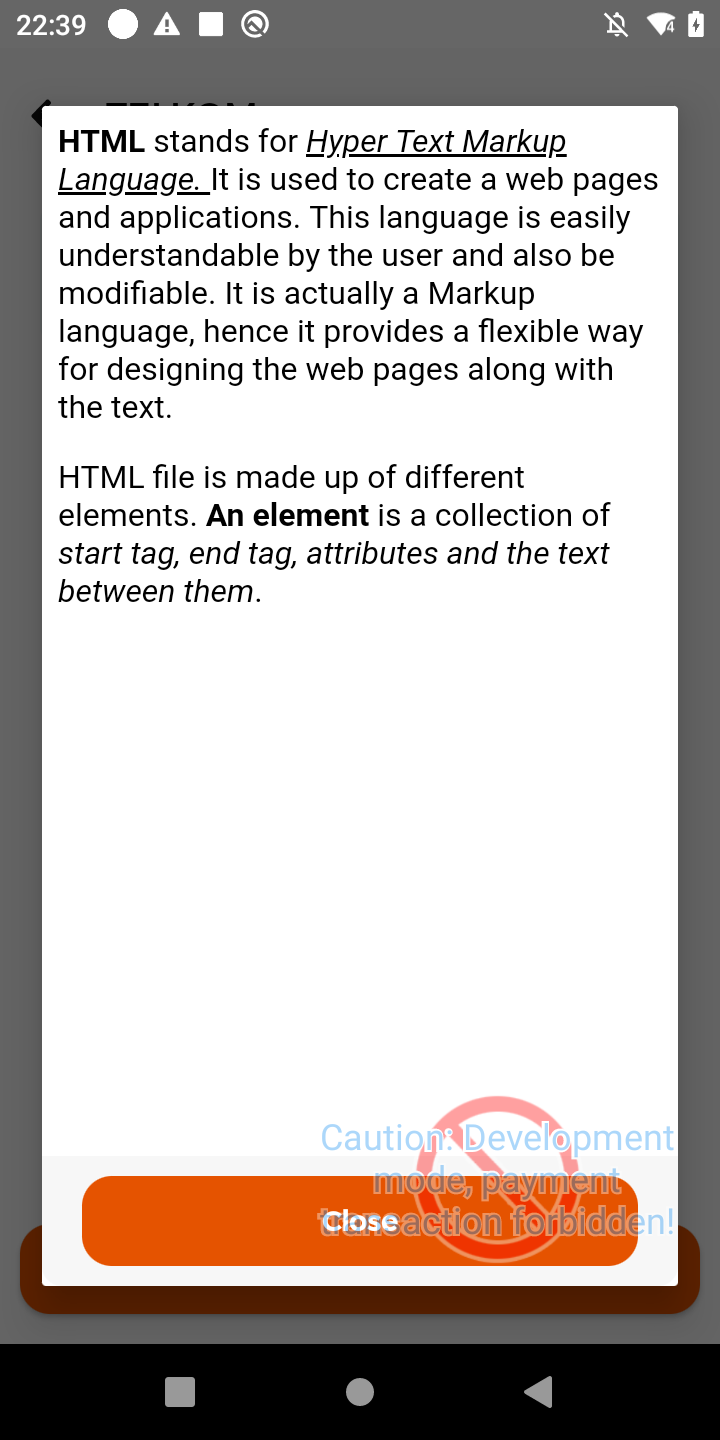 22:39
TELKOM
HTML stands for Hyper Text Markup
Language. It is used to create a web pages
and applications. This language is easily
understandable by the user and also be
modifiable. It is actually a Markup
language, hence it provides a flexible way
for designing the web pages along with
the text.
HTML file is made up of different
elements. An element is a collection of
start tag, end tag, attributes and the text
between them.
Caution: Development
mode, payment
transaction forbidden!
Close